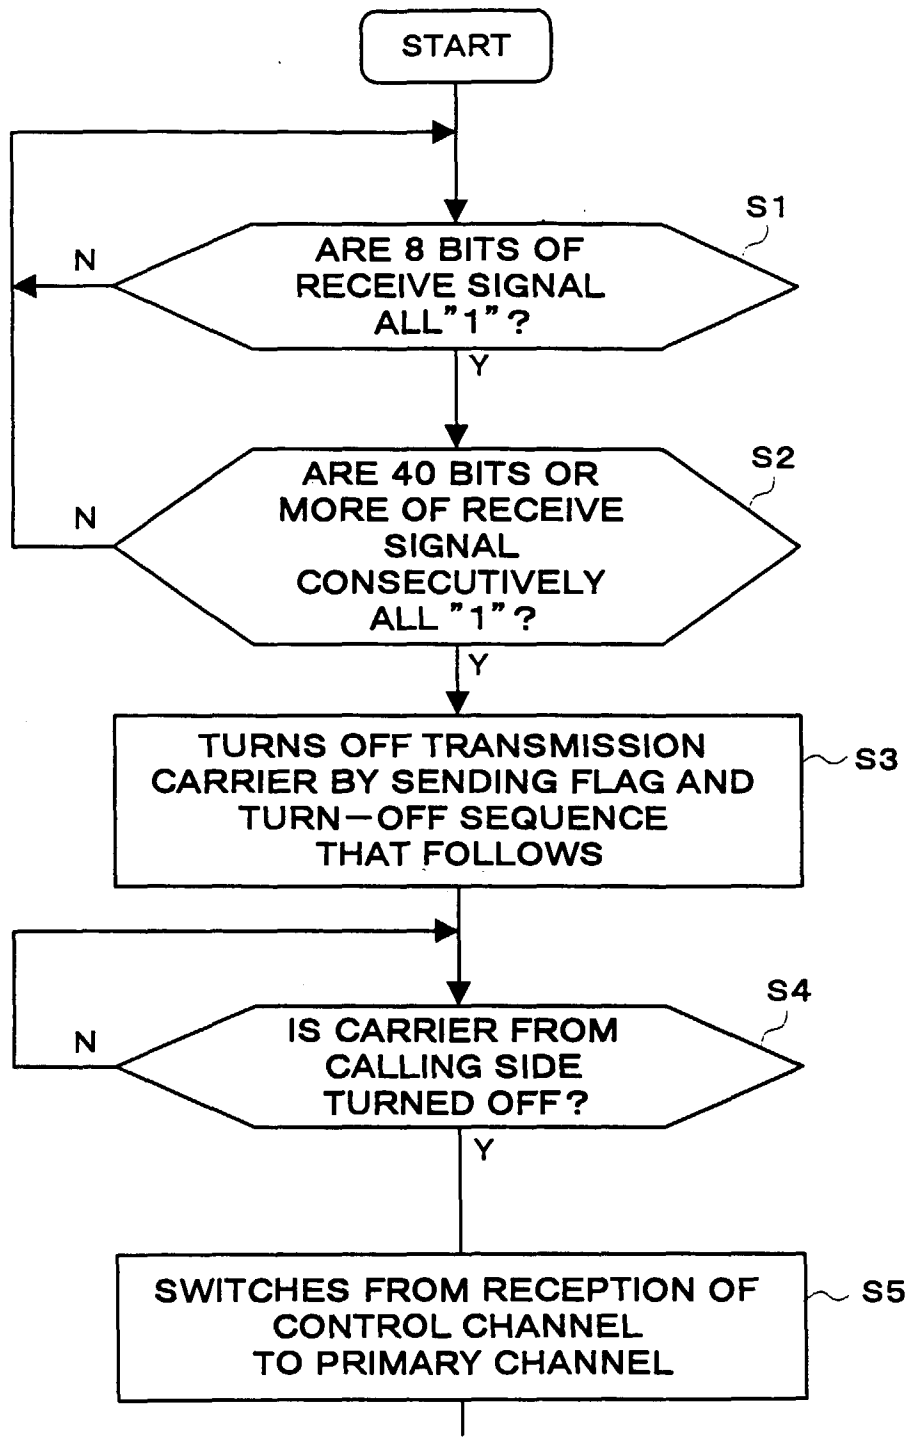 START
S1
N
ARE 8 BITS OF
RECEIVE SIGNAL
ALL"1"?
Y
S2
N
ARE 40 BITS OR
MORE OF RECEIVE
SIGNAL
CONSECUTIVELY
ALL "1"?
Y
TURNS OFF TRANSMISSION
CARRIER BY SENDING FLAG AND
TURN-OFF SEQUENCE
THAT FOLLOWS
S3
S4
N
IS CARRIER FROM
CALLING SIDE
TURNED OFF?
Y
SWITCHES FROM RECEPTION OF
CONTROL CHANNEL
TO PRIMARY CHANNEL
S5